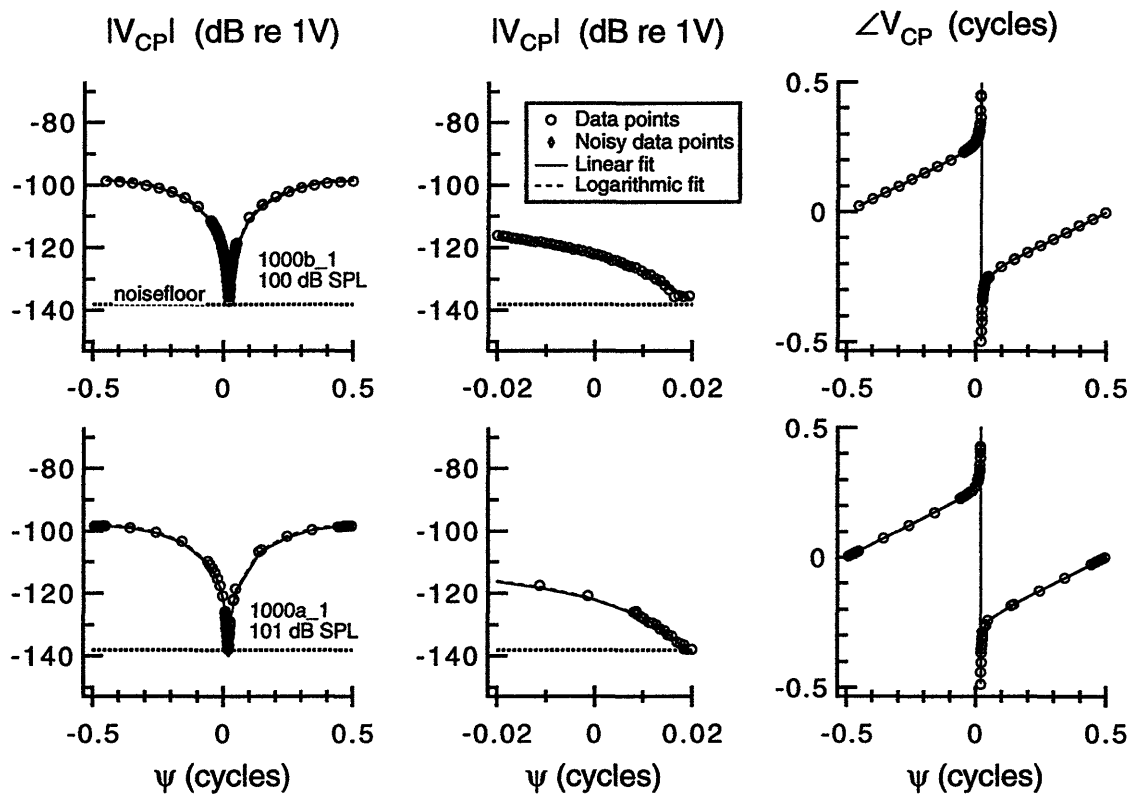 |V_CP| (dB re 1V)
|V_CP| (dB re 1V)
∠V_CP (cycles)
-80
-100
-120
-140
1000b_1
100 dB SPL
noisefloor
-0.5
0
0.5
-80
-100
-120
-140
Data points
Noisy data points
Linear fit
Logarithmic fit
-0.02
0
0.02
0.5
0
-0.5
-0.5
0
0.5
-80
-100
-120
-140
1000a_1
101 dB SPL
-0.5
0
0.5
ψ (cycles)
-80
-100
-120
-140
-0.02
0
0.02
ψ (cycles)
0.5
0
-0.5
-0.5
0
0.5
ψ (cycles)